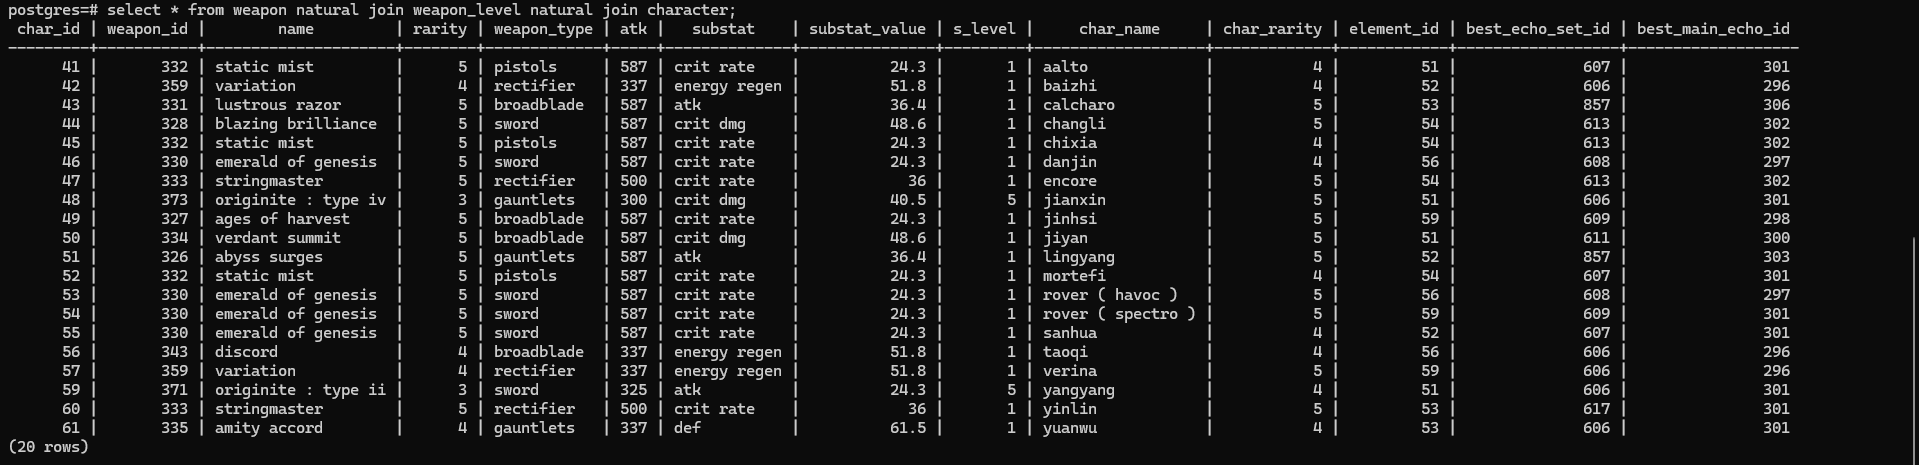 postgres=# select * from weapon natural join weapon_level natural join character;
 char_id | weapon_id |        name         | rarity | weapon_type | atk |   substat    | substat_value | s_level |     char_name     | char_rarity | element_id | best_echo_set_id | best_main_echo_id
---------+-----------+---------------------+--------+-------------+-----+--------------+---------------+---------+-------------------+-------------+------------+------------------+-------------------
      41 |       332 | static mist         |      5 | pistols     | 587 | crit rate    |          24.3 |       1 | aalto             |           4 |         51 |              607 |               301
      42 |       359 | variation           |      4 | rectifier   | 337 | energy regen |          51.8 |       1 | baizhi            |           4 |         52 |              606 |               296
      43 |       331 | lustrous razor      |      5 | broadblade  | 587 | atk          |          36.4 |       1 | calcharo          |           5 |         53 |              857 |               306
      44 |       328 | blazing brilliance  |      5 | sword       | 587 | crit dmg     |          48.6 |       1 | changli           |           5 |         54 |              613 |               302
      45 |       332 | static mist         |      5 | pistols     | 587 | crit rate    |          24.3 |       1 | chixia            |           4 |         54 |              613 |               302
      46 |       330 | emerald of genesis  |      5 | sword       | 587 | crit rate    |          24.3 |       1 | danjin            |           4 |         56 |              608 |               297
      47 |       333 | stringmaster        |      5 | rectifier   | 500 | crit rate    |            36 |       1 | encore            |           5 |         54 |              613 |               302
      48 |       373 | originite : type iv |      3 | gauntlets   | 300 | crit dmg     |          40.5 |       5 | jianxin           |           5 |         51 |              606 |               301
      49 |       327 | ages of harvest     |      5 | broadblade  | 587 | crit rate    |          24.3 |       1 | jinhsi            |           5 |         59 |              609 |               298
      50 |       334 | verdant summit      |      5 | broadblade  | 587 | crit dmg     |          48.6 |       1 | jiyan             |           5 |         51 |              611 |               300
      51 |       326 | abyss surges        |      5 | gauntlets   | 587 | atk          |          36.4 |       1 | lingyang          |           5 |         52 |              857 |               303
      52 |       332 | static mist         |      5 | pistols     | 587 | crit rate    |          24.3 |       1 | mortefi           |           4 |         54 |              607 |               301
      53 |       330 | emerald of genesis  |      5 | sword       | 587 | crit rate    |          24.3 |       1 | rover ( havoc )   |           5 |         56 |              608 |               297
      54 |       330 | emerald of genesis  |      5 | sword       | 587 | crit rate    |          24.3 |       1 | rover ( spectro ) |           5 |         59 |              609 |               301
      55 |       330 | emerald of genesis  |      5 | sword       | 587 | crit rate    |          24.3 |       1 | sanhua            |           4 |         52 |              607 |               301
      56 |       343 | discord             |      4 | broadblade  | 337 | energy regen |          51.8 |       1 | taoqi             |           4 |         56 |              606 |               296
      57 |       359 | variation           |      4 | rectifier   | 337 | energy regen |          51.8 |       1 | verina            |           5 |         59 |              606 |               296
      59 |       371 | originite : type ii |      3 | sword       | 325 | atk          |          24.3 |       5 | yangyang          |           4 |         51 |              606 |               301
      60 |       333 | stringmaster        |      5 | rectifier   | 500 | crit rate    |            36 |       1 | yinlin            |           5 |         53 |              617 |               301
      61 |       335 | amity accord        |      4 | gauntlets   | 337 | def          |          61.5 |       1 | yuanwu            |           4 |         53 |              606 |               301
(20 rows)